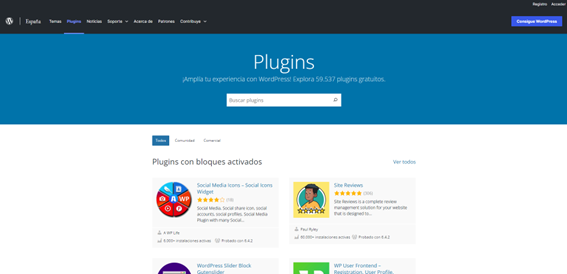 Registro Acceder
España Temas Plugins Noticias Soporte Acerca de Patrones Contribuye Consigue WordPress
Plugins
¡Amplía tu experiencia con WordPress! Explora 59.537 plugins gratuitos.
Buscar plugins
Todos Comunidad Comercial
Plugins con bloques activados Ver todos
Social Media Icons – Social Icons
Widget
(18)
Social Media, Social share icon, social
accounts, social profiles, Social Media
Plugin with many Social…
A WP Life
6.000+ instalaciones activas Probado con 6.4.2
Site Reviews
Site Reviews is a complete review
management solution for your website
that is designed to…
Paul Ryley
50.000+ instalaciones activas Probado con 6.4.2
WordPress Slider Block
Gutenslider
WP User Frontend –
Registration, User Profile,